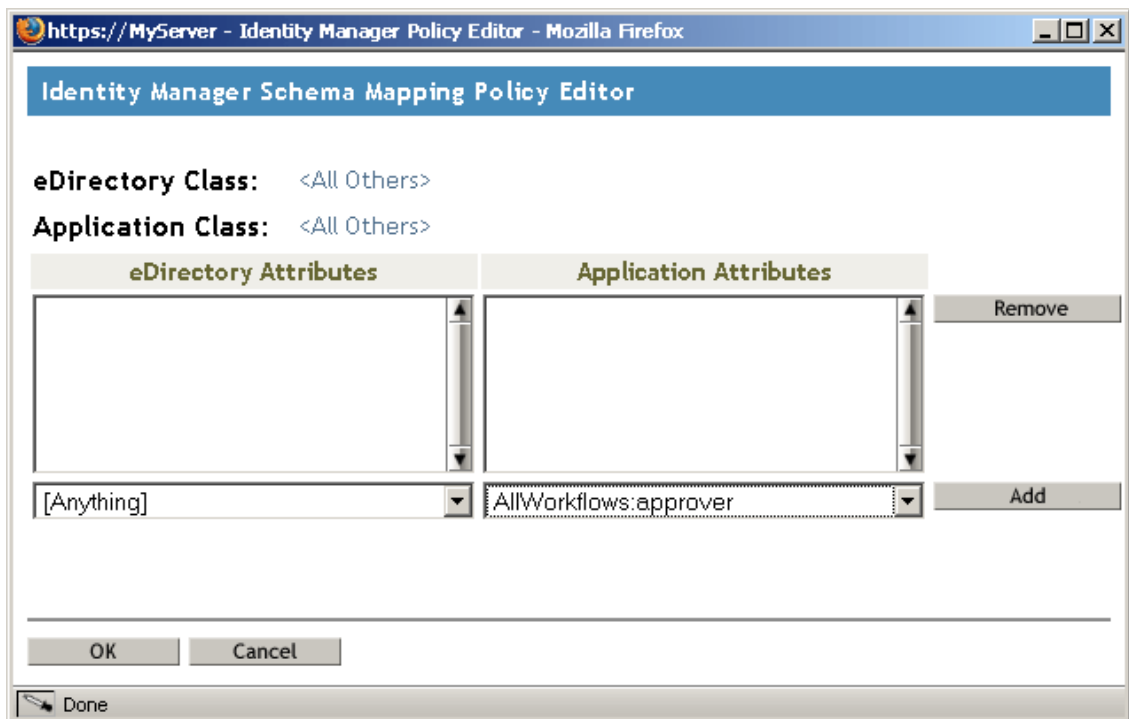 https://MyServer - Identity Manager Policy Editor - Mozilla Firefox
Identity Manager Schema Mapping Policy Editor
eDirectory Class: <All Others>
Application Class: <All Others>
eDirectory Attributes Application Attributes
Remove
[Anything] AllWorkflows:approver Add
OK Cancel
Done